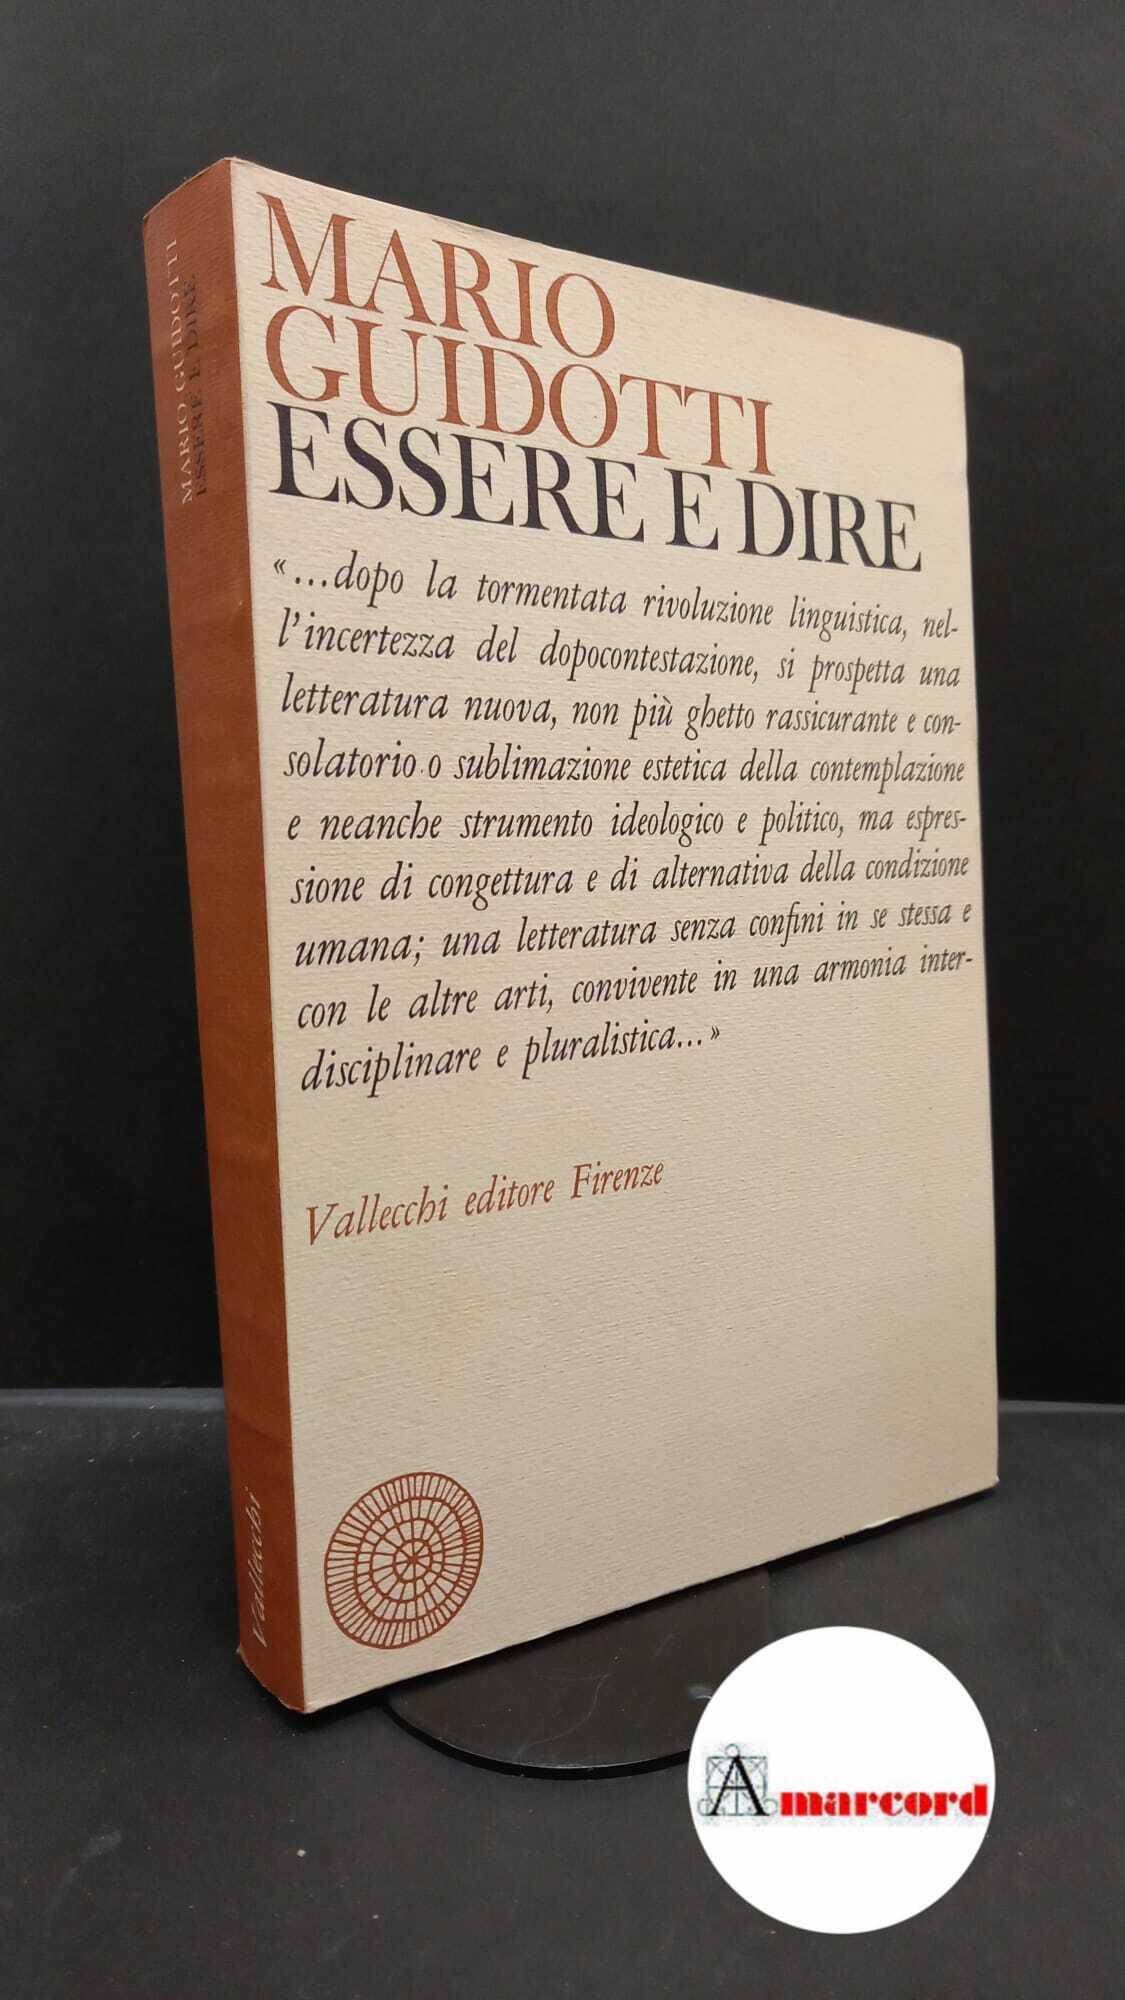 MARIO GUIDOTTI
ESSERE E DIRE
Vallecchi
MARIO
GUIDOTTI
ESSERE E DIRE
«...dopo la tormentata rivoluzione linguistica, nel-
l'incertezza del dopocontestazione, si prospetta una
letteratura nuova, non più ghetto rassicurante e con-
solatorio o sublimazione estetica della contemplazione
e neanche strumento ideologico e politico, ma espres-
sione di congettura e di alternativa della condizione
umana; una letteratura senza confini in se stessa e
con le altre arti, convivente in una armonia inter-
disciplinare e pluralistica...»
Vallecchi editore Firenze
Amarcord